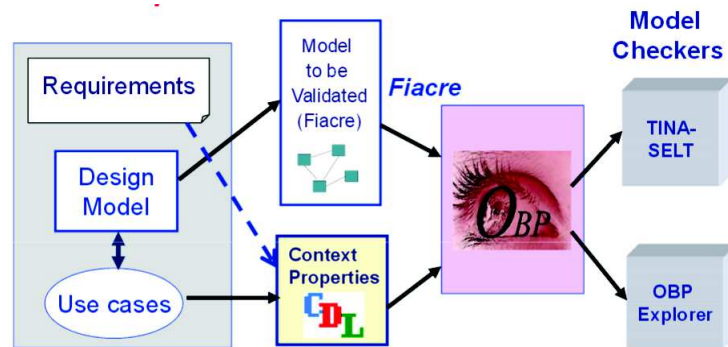 Requirements
Design
Model
Use cases
Model
to be
Validated
(Fiacre)
Fiacre
Context
Properties
CDL
OBP
Model
Checkers
TINA-
SELT
OBP
Explorer